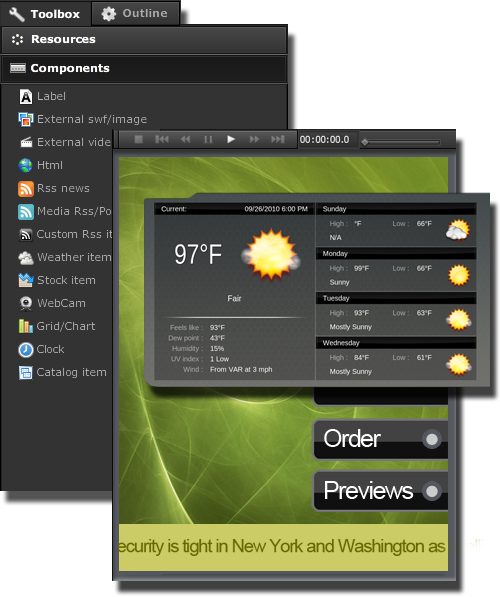 Toolbox
Outline
Resources
Components
Label
External swf/image
External vide
Html
Rss news
Media Rss/Po
Custom Rss it
Weather item
Stock item
WebCam
Grid/Chart
Clock
Catalog item
00:00:00.0
Current: 09/26/2010 6:00 PM
97°F
Fair
Feels like : 93°F
Dew point : 43°F
Humidity : 15%
UV index : 1 Low
Wind : From VAR at 3 mph
Sunday
High : °F Low : 66°F
N/A
Monday
High : 99°F Low : 66°F
Sunny
Tuesday
High : 93°F Low : 63°F
Mostly Sunny
Wednesday
High : 84°F Low : 61°F
Mostly Sunny
Order
Previews
ecurity is tight in New York and Washington as